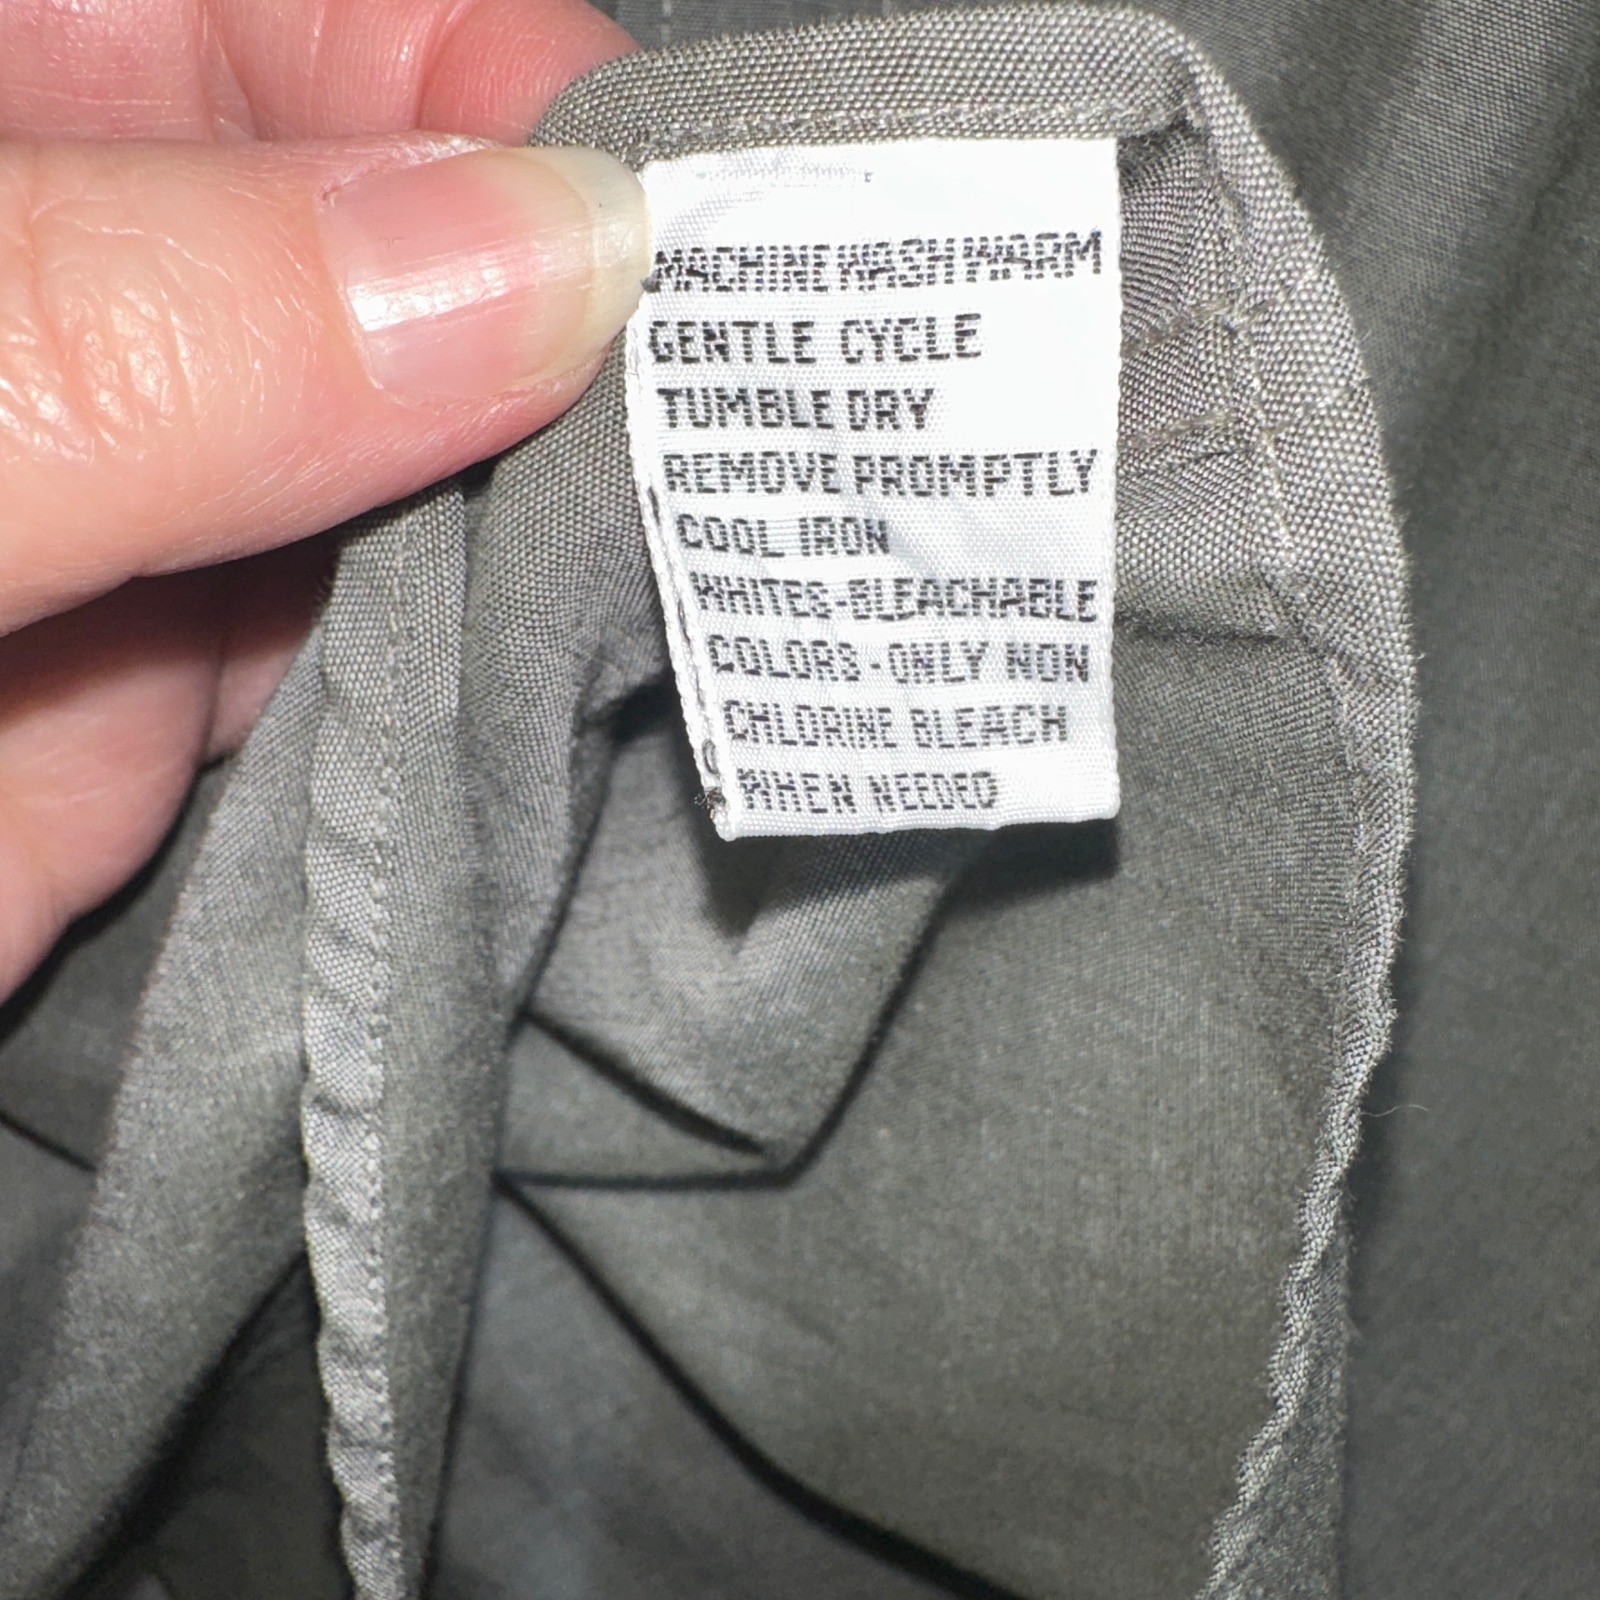 MACHINE WASH WARM
GENTLE CYCLE
TUMBLE DRY
REMOVE PROMPTLY
COOL IRON
WHITES-BLEACHABLE
COLORS-ONLY NON
CHLORINE BLEACH
WHEN NEEDED